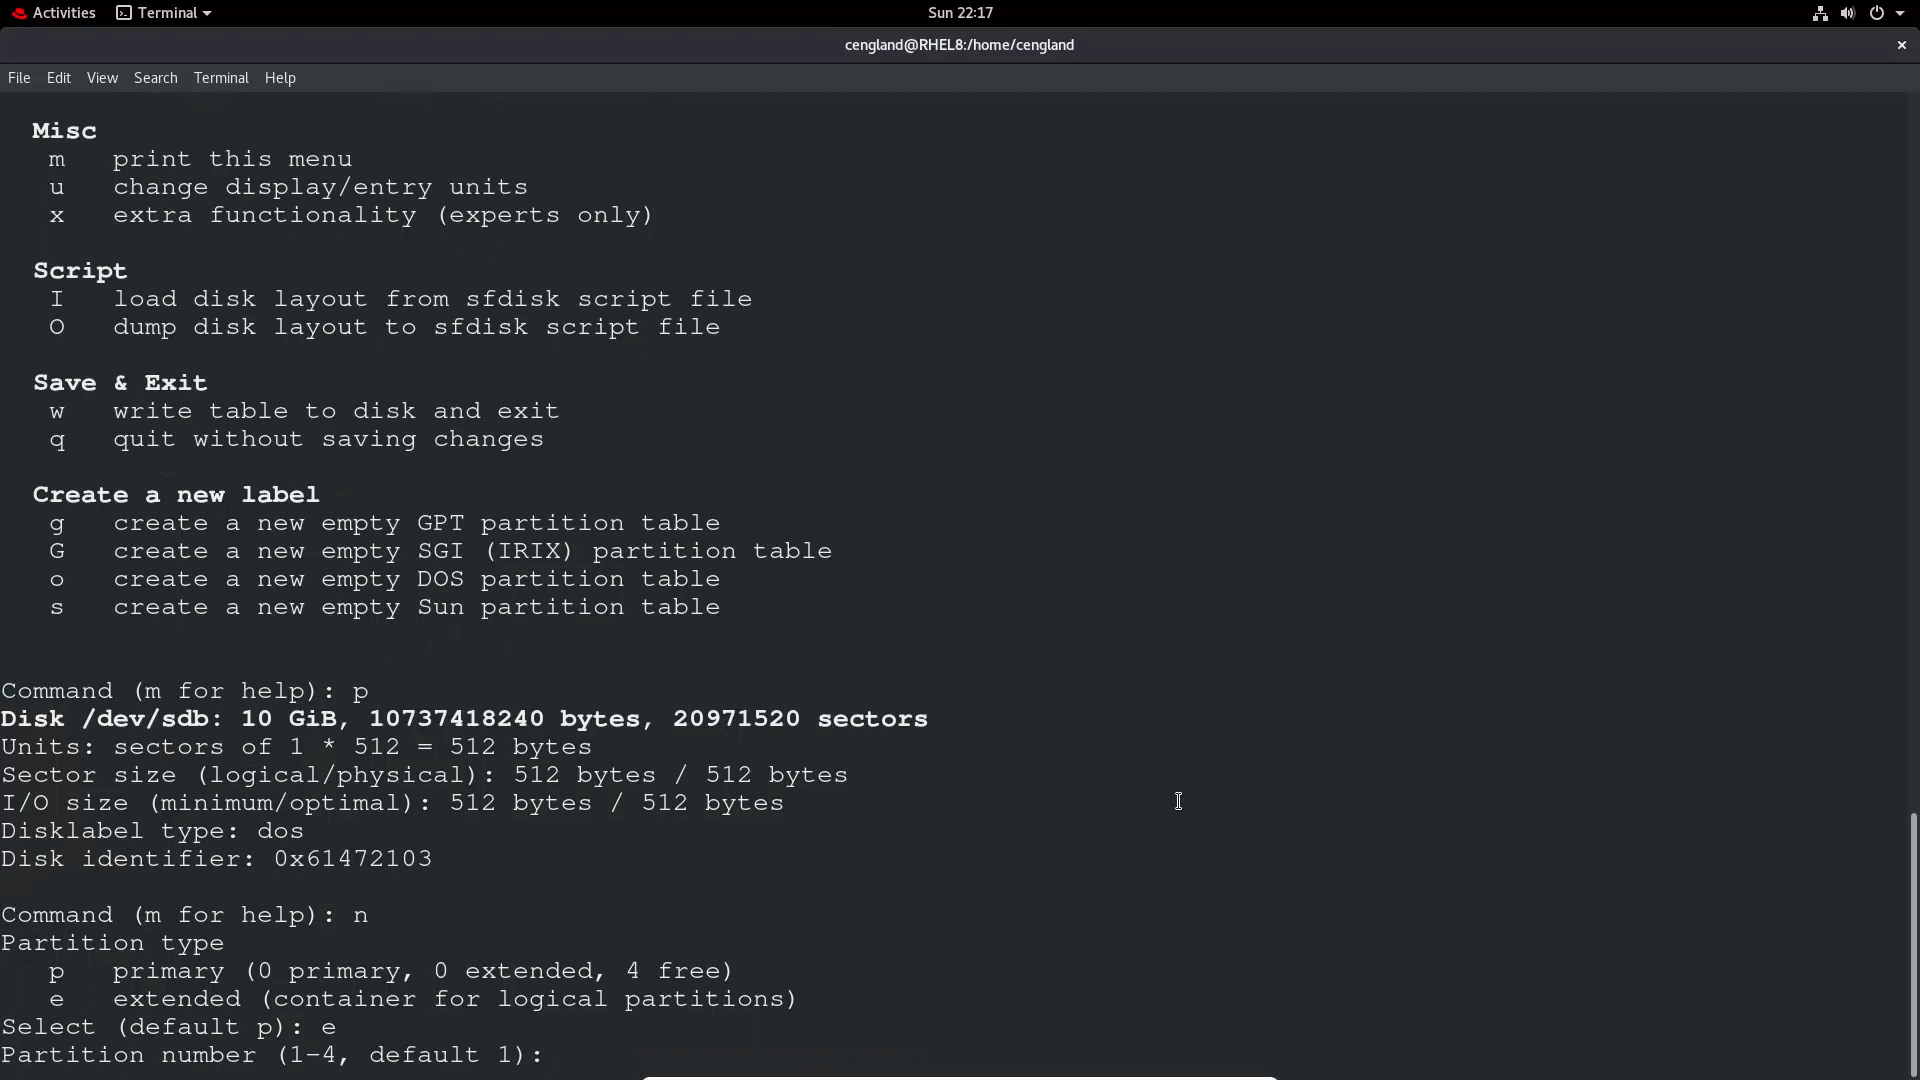 Activities Terminal Sun 22:17
cengland@RHEL8:/home/cengland ×
File Edit View Search Terminal Help
Misc
m print this menu
u change display/entry units
x extra functionality (experts only)
Script
I load disk layout from sfdisk script file
O dump disk layout to sfdisk script file
Save & Exit
w write table to disk and exit
q quit without saving changes
Create a new label
g create a new empty GPT partition table
G create a new empty SGI (IRIX) partition table
o create a new empty DOS partition table
s create a new empty Sun partition table
Command (m for help): p
Disk /dev/sdb: 10 GiB, 10737418240 bytes, 20971520 sectors
Units: sectors of 1 * 512 = 512 bytes
Sector size (logical/physical): 512 bytes / 512 bytes
I/O size (minimum/optimal): 512 bytes / 512 bytes
Disklabel type: dos
Disk identifier: 0x61472103
Command (m for help): n
Partition type
p primary (0 primary, 0 extended, 4 free)
e extended (container for logical partitions)
Select (default p): e
Partition number (1-4, default 1):